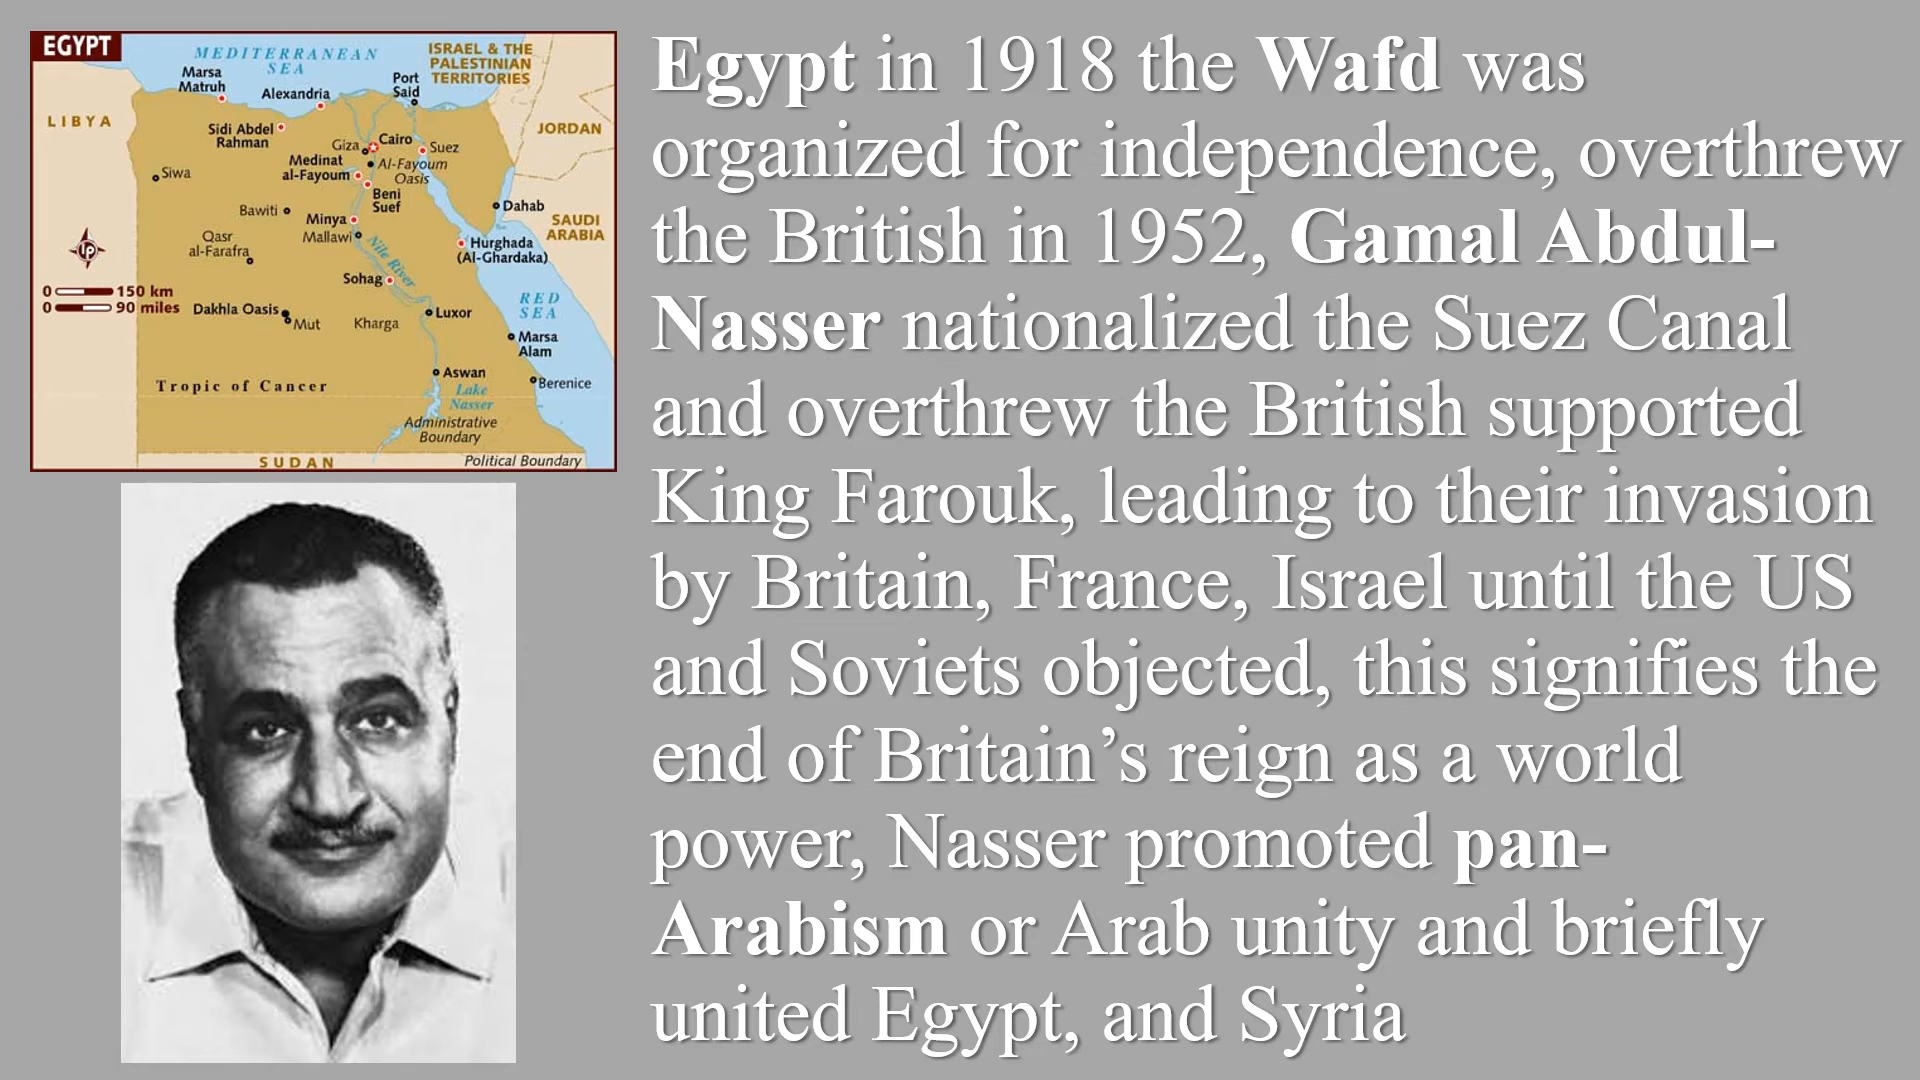 EGYPT
MEDITERRANEAN
SEA
ISRAEL & THE
PALESTINIAN
TERRITORIES
Marsa
Matruh
Alexandria
Port
Said
LIBYA
Sidi Abdel
Rahman
JORDAN
Giza
Cairo
Suez
Medinat
al-Fayoum
Al-Fayoum
Oasis
Siwa
Beni
Suef
Bawiti
Minya
Dahab
SAUDI
ARABIA
Mallawi
Qasr
al-Farafra
Nile River
Hurghada
(Al-Ghardaka)
lp
Sohag
0 150 km
0 90 miles
Dakhla Oasis
Mut
Kharga
Luxor
RED
SEA
Marsa
Alam
Aswan
Tropic of Cancer
Lake
Nasser
Berenice
Administrative
Boundary
SUDAN
Political Boundary
Egypt in 1918 the Wafd was
organized for independence, overthrew
the British in 1952, Gamal Abdul-
Nasser nationalized the Suez Canal
and overthrew the British supported
King Farouk, leading to their invasion
by Britain, France, Israel until the US
and Soviets objected, this signifies the
end of Britain’s reign as a world
power, Nasser promoted pan-
Arabism or Arab unity and briefly
united Egypt, and Syria